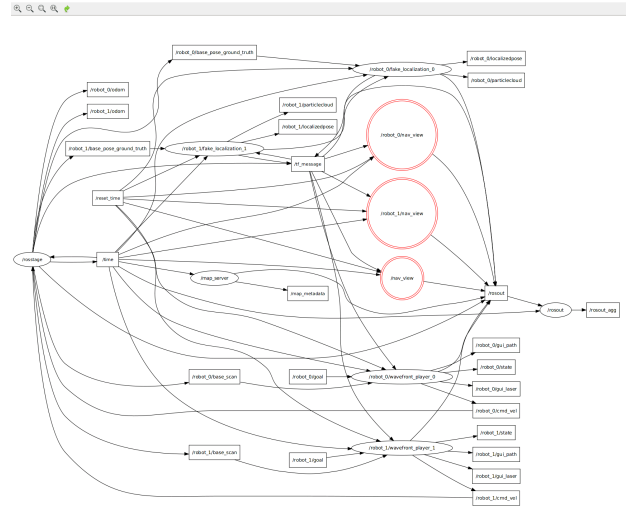 /robot_0/base_pose_ground_truth
/robot_0/localizedpose
/robot_0/fake_localization_0
/robot_0/particlecloud
/robot_0/odom
/robot_1/particlecloud
/robot_1/odom
/robot_1/localizedpose
/robot_0/nav_view
/robot_1/base_pose_ground_truth
/robot_1/fake_localization_1
/tf_message
/reset_time
/robot_1/nav_view
/rosstage
/time
/map_server
/nav_view
/map_metadata
/rosout
/rosout
/rosout_agg
/robot_0/gui_path
/robot_0/state
/robot_0/base_scan
/robot_0/goal
/robot_0/wavefront_player_0
/robot_0/gui_laser
/robot_0/cmd_vel
/robot_1/state
/robot_1/base_scan
/robot_1/goal
/robot_1/wavefront_player_1
/robot_1/gui_path
/robot_1/gui_laser
/robot_1/cmd_vel